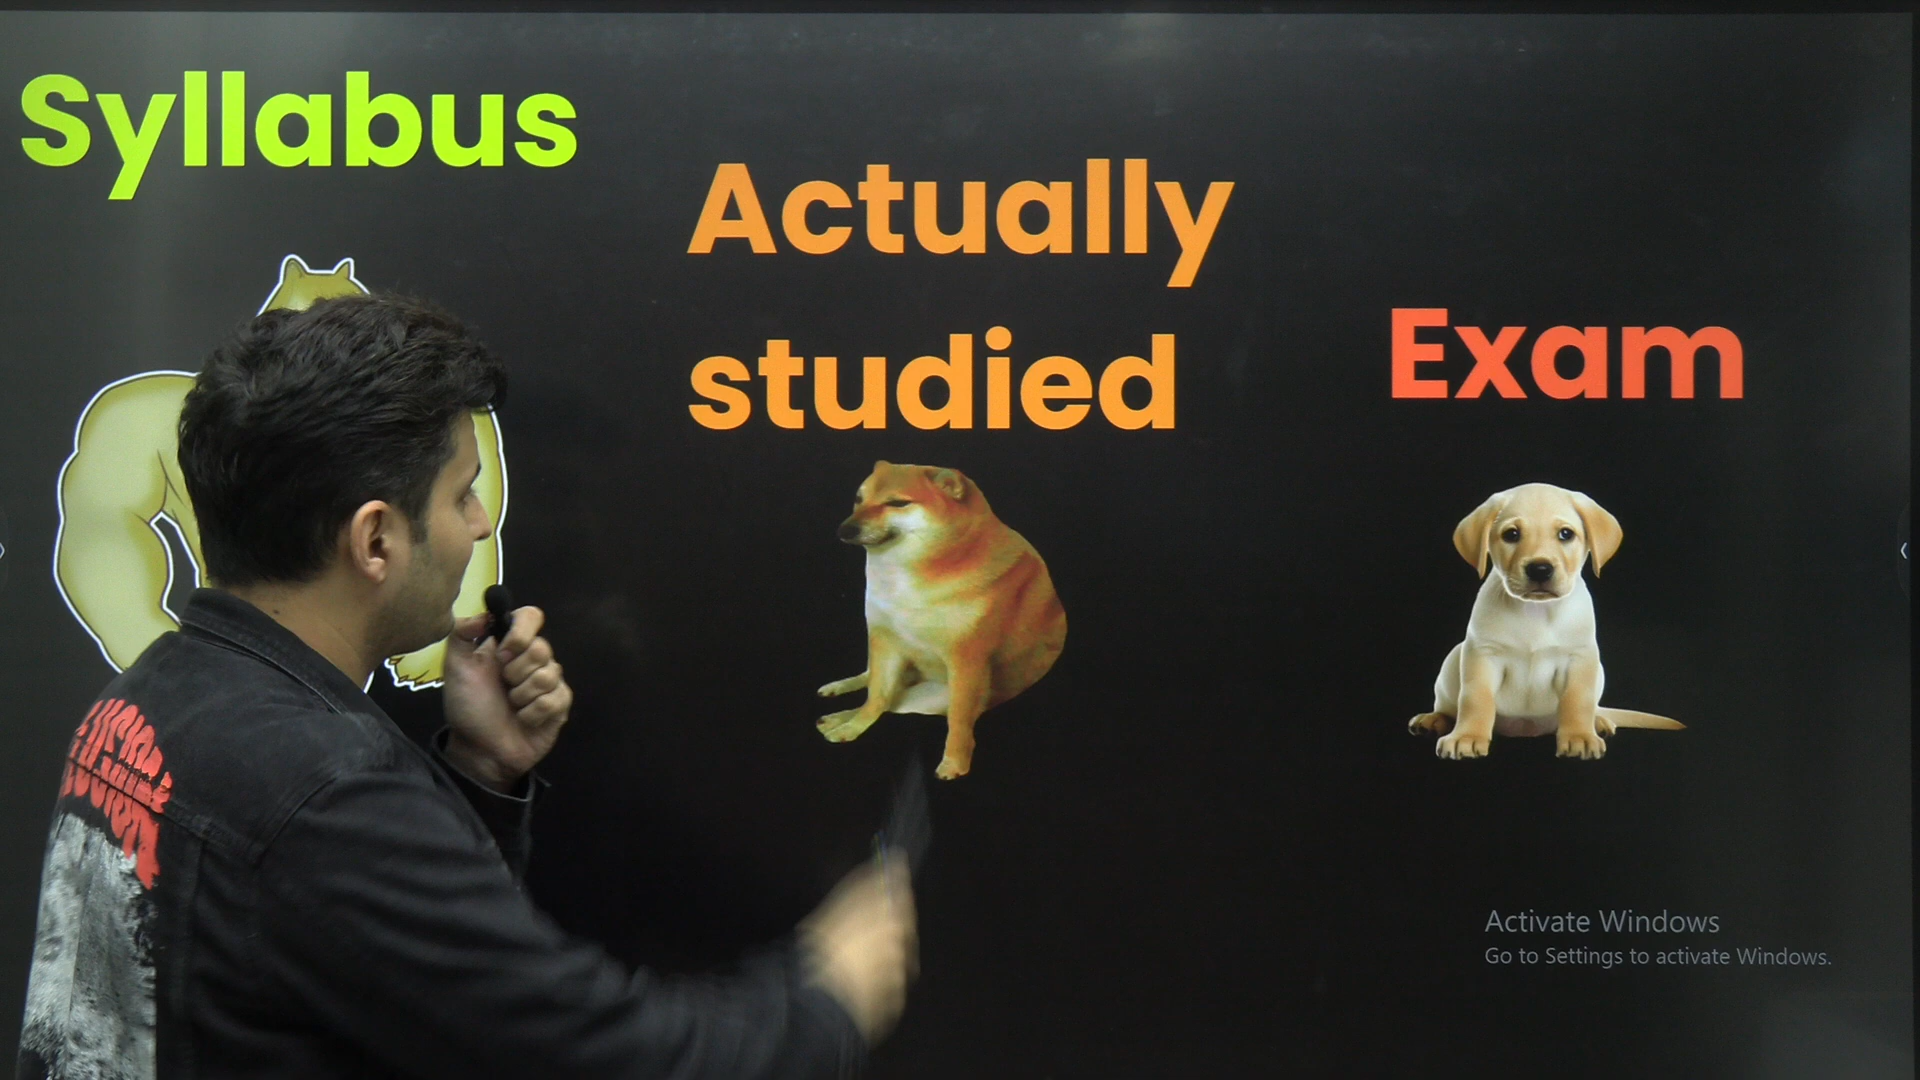 Syllabus
Actually
studied
Exam
Activate Windows
Go to Settings to activate Windows.